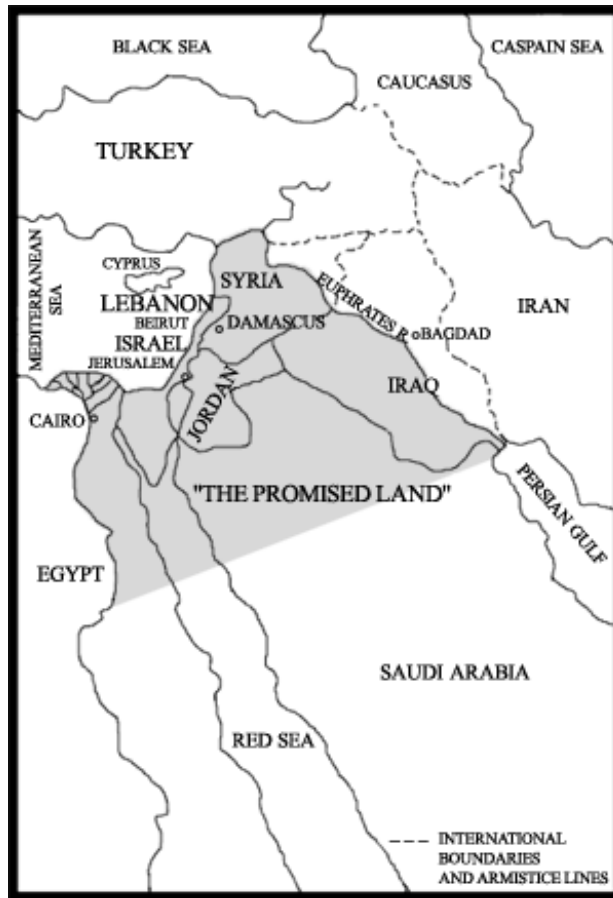 BLACK SEA
CASPAIN SEA
CAUCASUS
TURKEY
MEDITERRANEAN
SEA
CYPRUS
SYRIA
LEBANON
BEIRUT
DAMASCUS
ISRAEL
JERUSALEM
EUPHRATES R
BAGDAD
IRAN
IRAQ
JORDAN
CAIRO
"THE PROMISED LAND"
PERSIAN GULF
EGYPT
SAUDI ARABIA
RED SEA
INTERNATIONAL
BOUNDARIES
AND ARMISTICE LINES